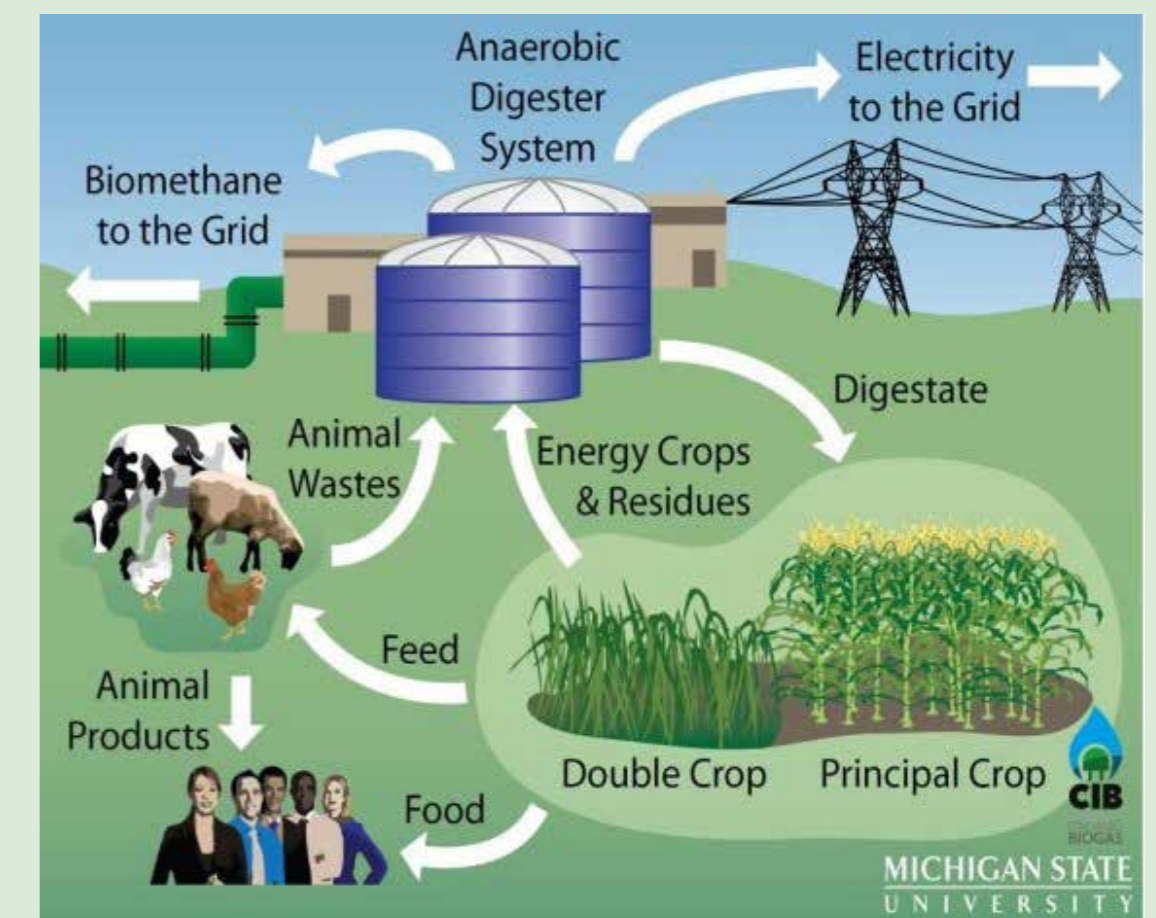 Anaerobic
Digester
System
Electricity
to the Grid
Biomethane
to the Grid
Digestate
Animal
Wastes
Energy Crops
& Residues
Feed
Animal
Products
Double Crop
Principal Crop
Food
CIB
BIOGAS
MICHIGAN STATE
UNIVERSITY